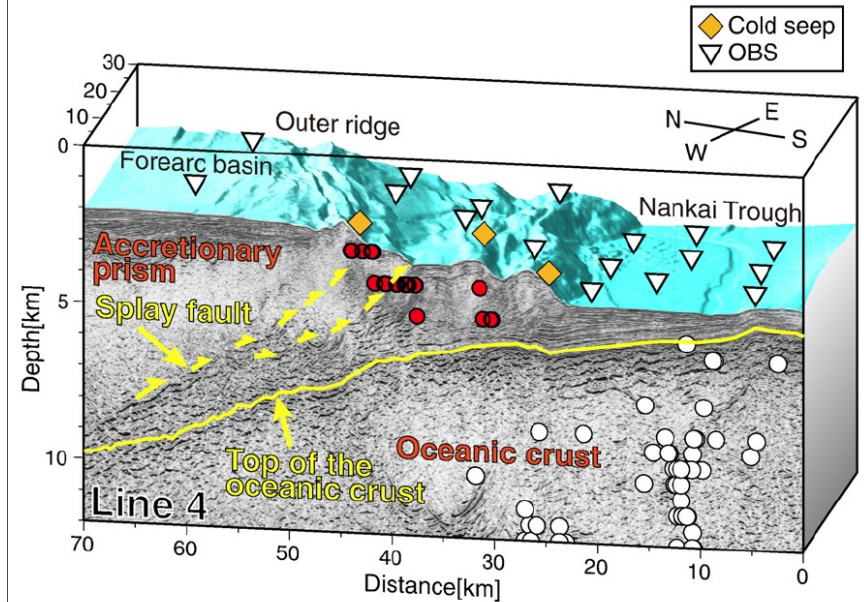 Cold seep
OBS
30
20
10
0
5
10
Depth[km]
N
E
W
S
Outer ridge
Forearc basin
Nankai Trough
Accretionary
prism
Splay fault
Oceanic crust
Top of the
oceanic crust
Line 4
70
60
50
40
30
20
10
0
Distance[km]